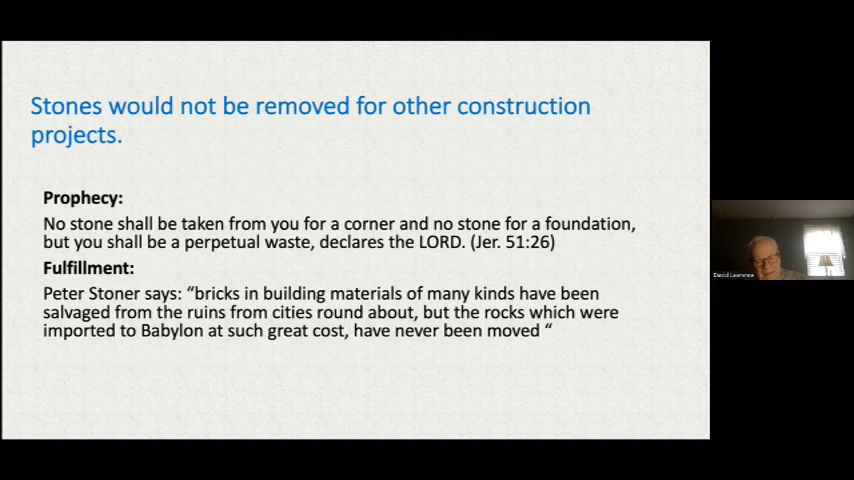 Stones would not be removed for other construction
projects.
Prophecy:
No stone shall be taken from you for a corner and no stone for a foundation,
but you shall be a perpetual waste, declares the LORD. (Jer. 51:26)
Fulfillment:
Peter Stoner says: “bricks in building materials of many kinds have been
salvaged from the ruins from cities round about, but the rocks which were
imported to Babylon at such great cost, have never been moved “
David Lawrence